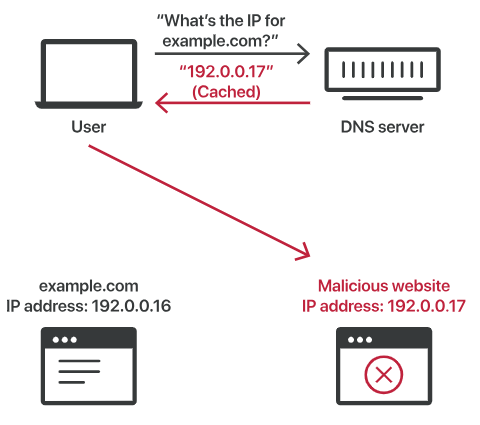 “What’s the IP for
example.com?”
“192.0.0.17”
(Cached)
User
DNS server
example.com
IP address: 192.0.0.16
Malicious website
IP address: 192.0.0.17